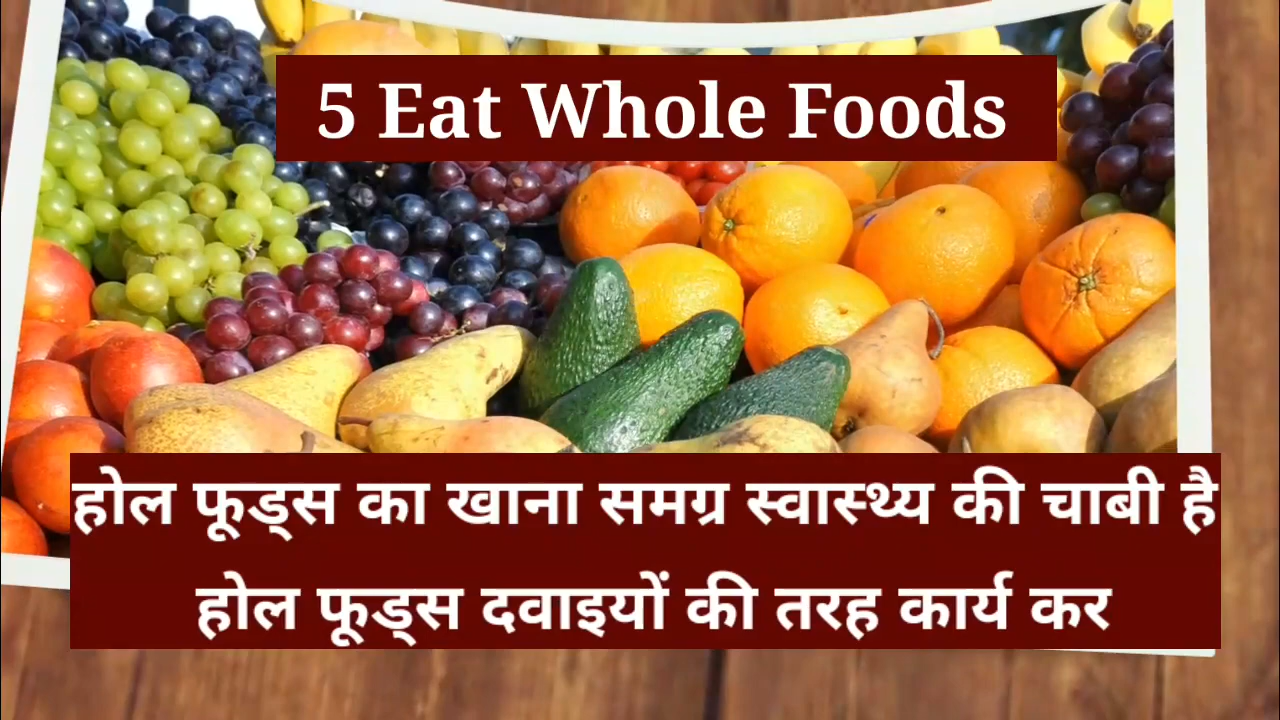 5 Eat Whole Foods
होल फूड्स का खाना समग्र स्वास्थ्य की चाबी है
होल फूड्स दवाइयों की तरह कार्य कर